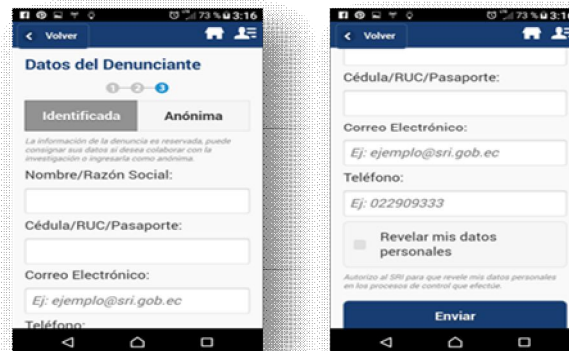 73 % 3:16
Volver
Datos del Denunciante
1 2 3
Identificada Anónima
La información de la denuncia es reservada, puede
consignar sus datos si desea colaborar con la
investigación o ingresarla como anónima.
Nombre/Razón Social:
Cédula/RUC/Pasaporte:
Correo Electrónico:
Ej: ejemplo@sri.gob.ec
Teléfono:
73 % 3:16
Volver
Cédula/RUC/Pasaporte:
Correo Electrónico:
Ej: ejemplo@sri.gob.ec
Teléfono:
Ej: 022909333
Revelar mis datos
personales
Autorizo al SRI para que revele mis datos personales
en los procesos de control que efectúe.
Enviar